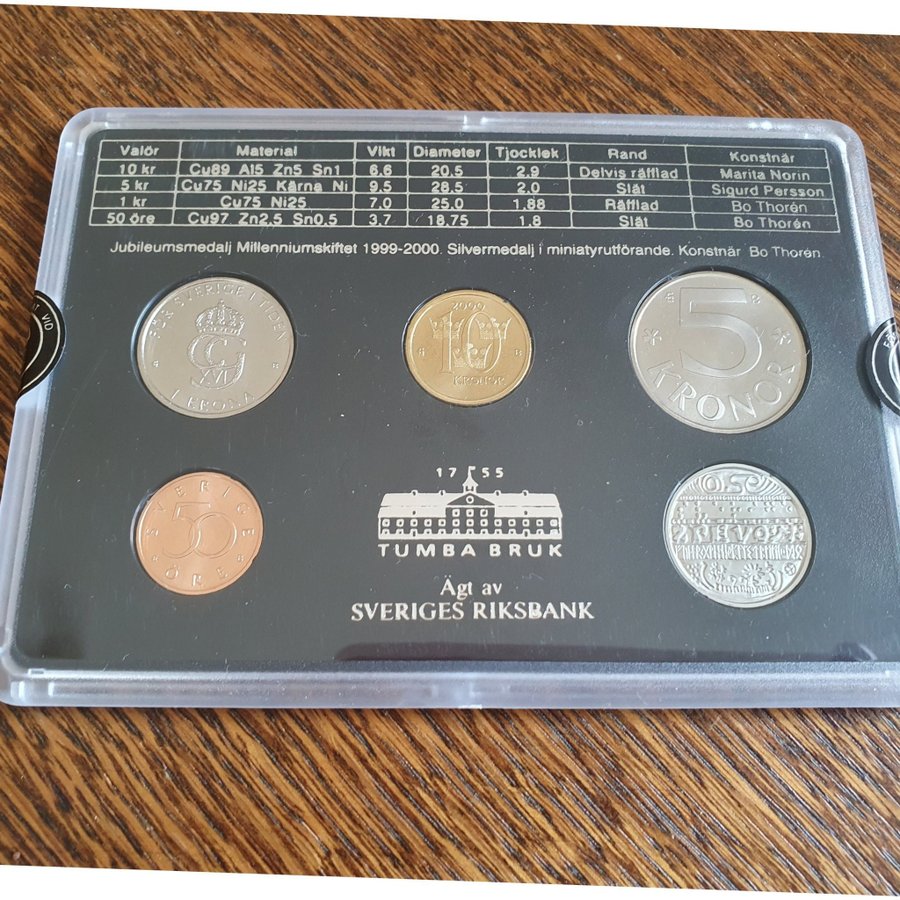 Valör Material Vikt Diameter Tjocklek Rand Konstnär
10 kr Cu89 Al5 Zn5 Sn1 6.6 20.5 2.9 Delvis räfflad Marita Norin
5 kr Cu75 Ni25 Kärna Ni 9.5 28.5 2.0 Slät Sigurd Persson
1 kr Cu75 Ni25 7.0 25.0 1.88 Räfflad Bo Thorén
50 öre Cu97 Zn2,5 Sn0,5 3.7 18,75 1,8 Slät Bo Thorén
Jubileumsmedalj Millenniumskiftet 1999-2000. Silvermedalj i miniatyrutförande. Konstnär Bo Thorén.
FÖR SVERIGE I TIDEN
XVI
1 KRONA
2000
10
KRONOR
B
5
KRONOR
SVERIGE
50
ÖRE
B
1755
TUMBA BRUK
Ägt av
SVERIGES RIKSBANK
VID